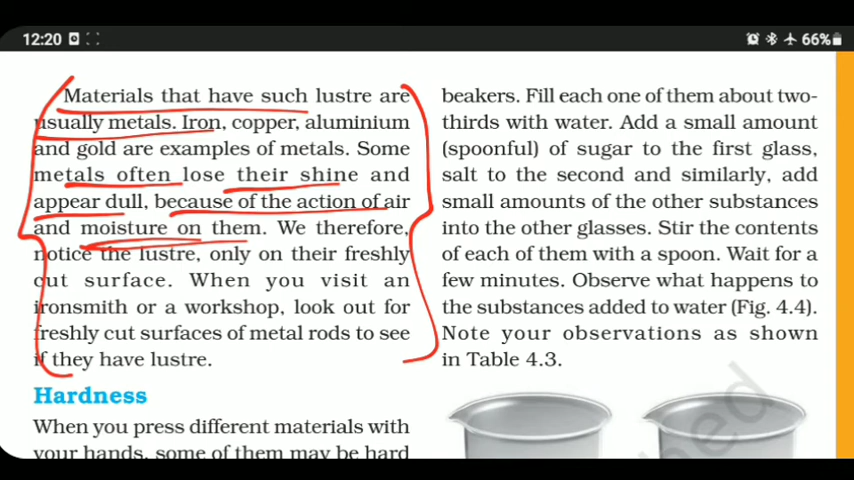 12:20
66%
Materials that have such lustre are
usually metals. Iron, copper, aluminium
and gold are examples of metals. Some
metals often lose their shine and
appear dull, because of the action of air
and moisture on them. We therefore,
notice the lustre, only on their freshly
cut surface. When you visit an
ironsmith or a workshop, look out for
freshly cut surfaces of metal rods to see
if they have lustre.
Hardness
When you press different materials with
your hands, some of them may be hard
beakers. Fill each one of them about two-
thirds with water. Add a small amount
(spoonful) of sugar to the first glass,
salt to the second and similarly, add
small amounts of the other substances
into the other glasses. Stir the contents
of each of them with a spoon. Wait for a
few minutes. Observe what happens to
the substances added to water (Fig. 4.4).
Note your observations as shown
in Table 4.3.